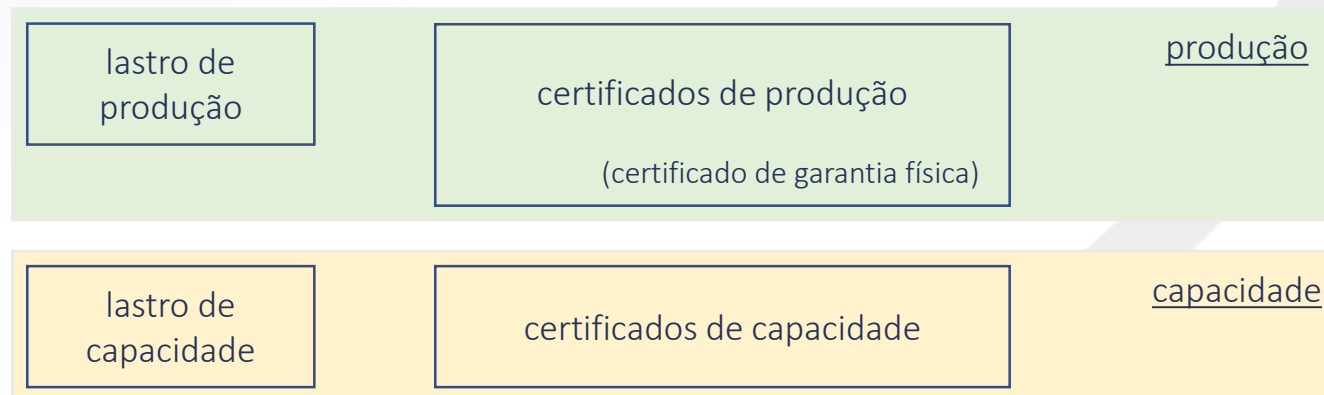 lastro de
produção
certificados de produção
(certificado de garantia física)
produção
lastro de
capacidade
certificados de capacidade
capacidade